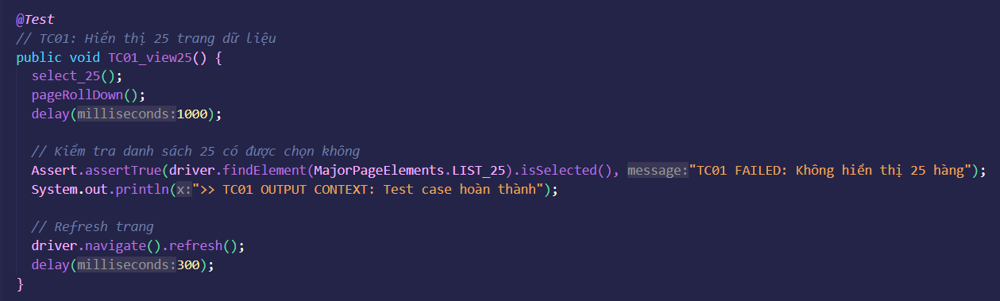 @Test
// TC01: Hiển thị 25 trang dữ liệu
public void TC01_view25() {
select_25();
pageRollDown();
delay(milliseconds:1000);
// Kiểm tra danh sách 25 có được chọn không
Assert.assertTrue(driver.findElement(MajorPageElements.LIST_25).isSelected(), message:"TC01 FAILED: Không hiển thị 25 hàng");
System.out.println(x:">> TC01 OUTPUT CONTEXT: Test case hoàn thành");
// Refresh trang
driver.navigate().refresh();
delay(milliseconds:300);
}